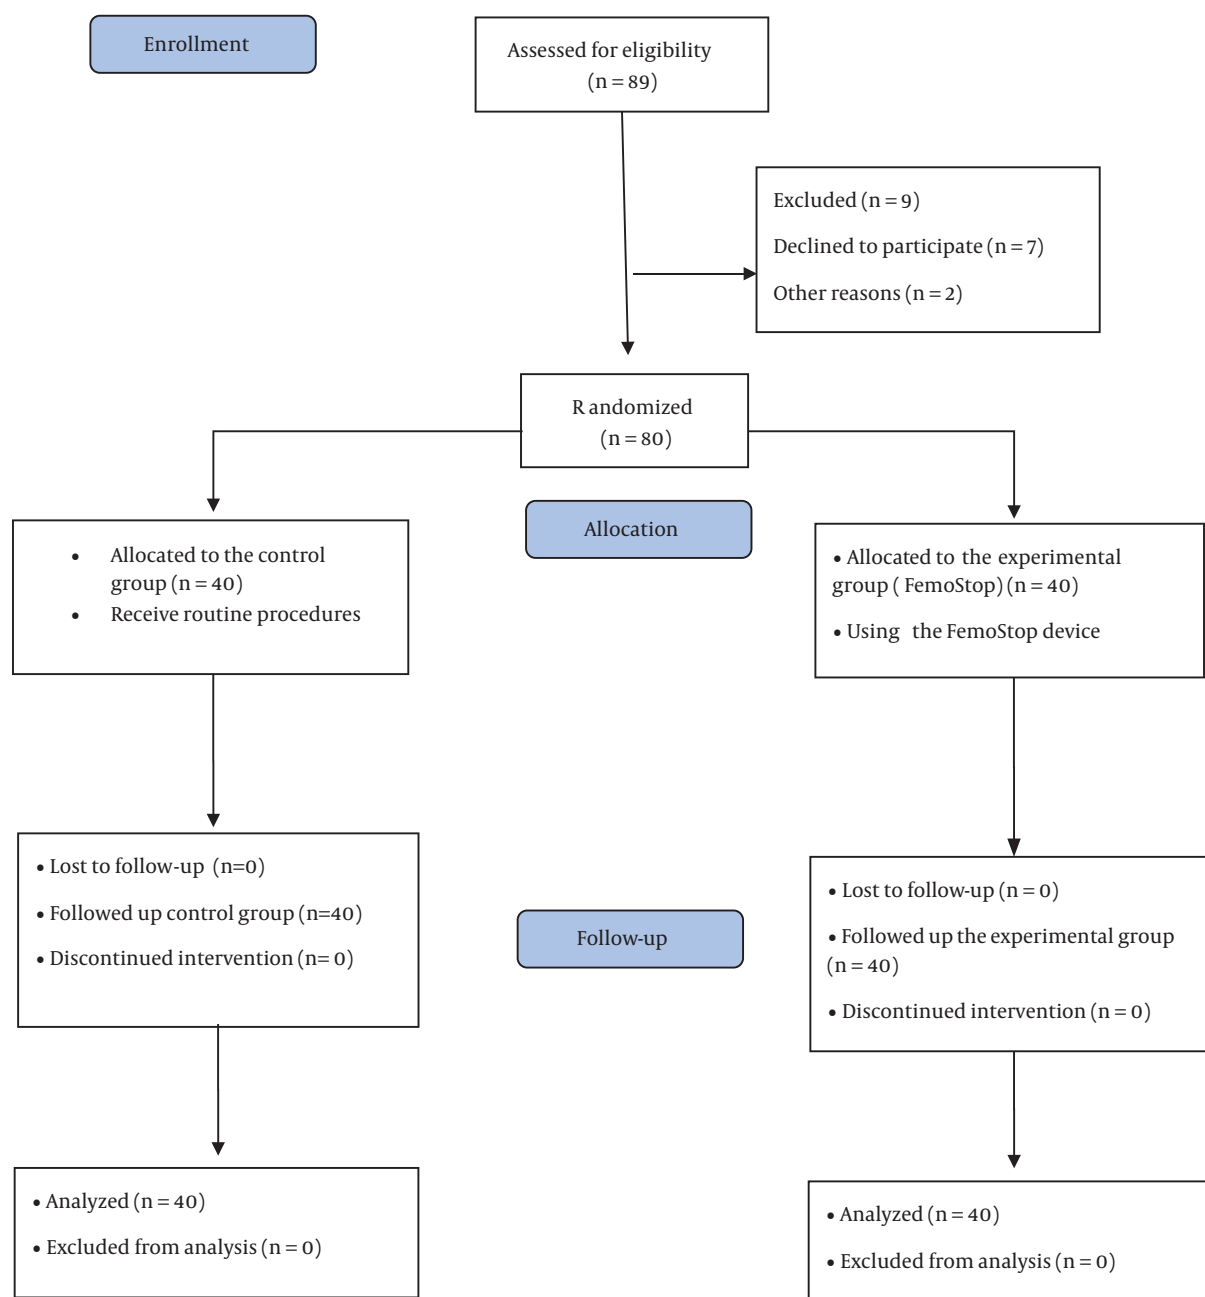 Enrollment
Assessed for eligibility
(n = 89)
Excluded (n = 9)
Declined to participate (n = 7)
Other reasons (n = 2)
R andomized
(n = 80)
Allocation
• Allocated to the control
group (n = 40)
• Receive routine procedures
• Allocated to the experimental
group ( FemoStop) (n = 40)
• Using the FemoStop device
• Lost to follow-up (n=0)
• Followed up control group (n=40)
• Discontinued intervention (n= 0)
Follow-up
• Lost to follow-up (n = 0)
• Followed up the experimental group
(n = 40)
• Discontinued intervention (n = 0)
• Analyzed (n = 40)
• Excluded from analysis (n = 0)
• Analyzed (n = 40)
• Excluded from analysis (n = 0)